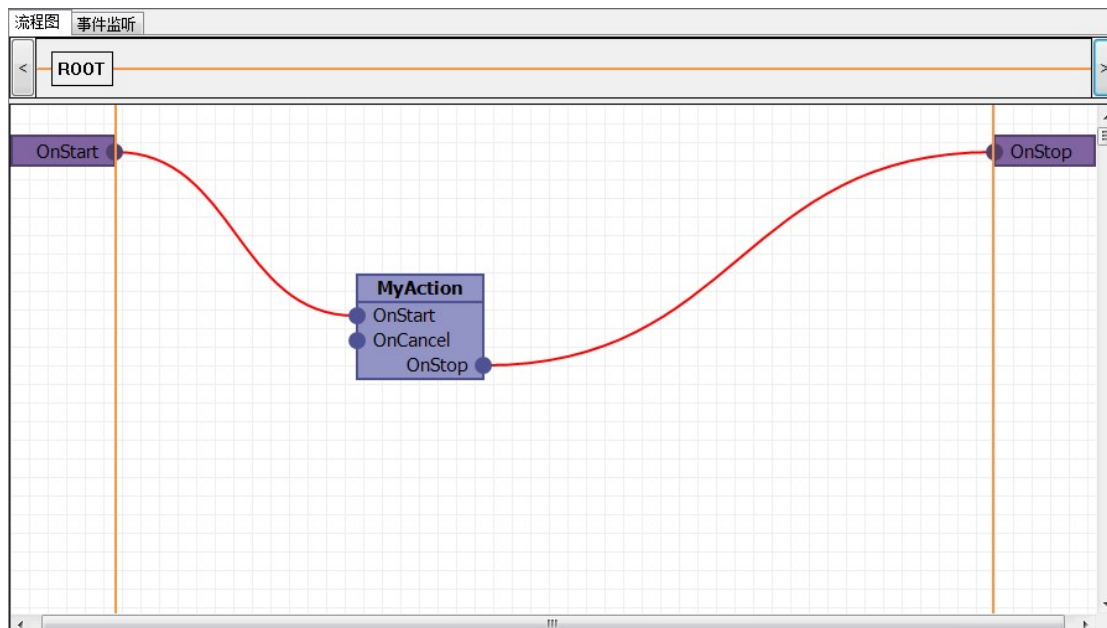 流程图 事件监听
< ROOT >
OnStart OnStop
MyAction
OnStart
OnCancel
OnStop